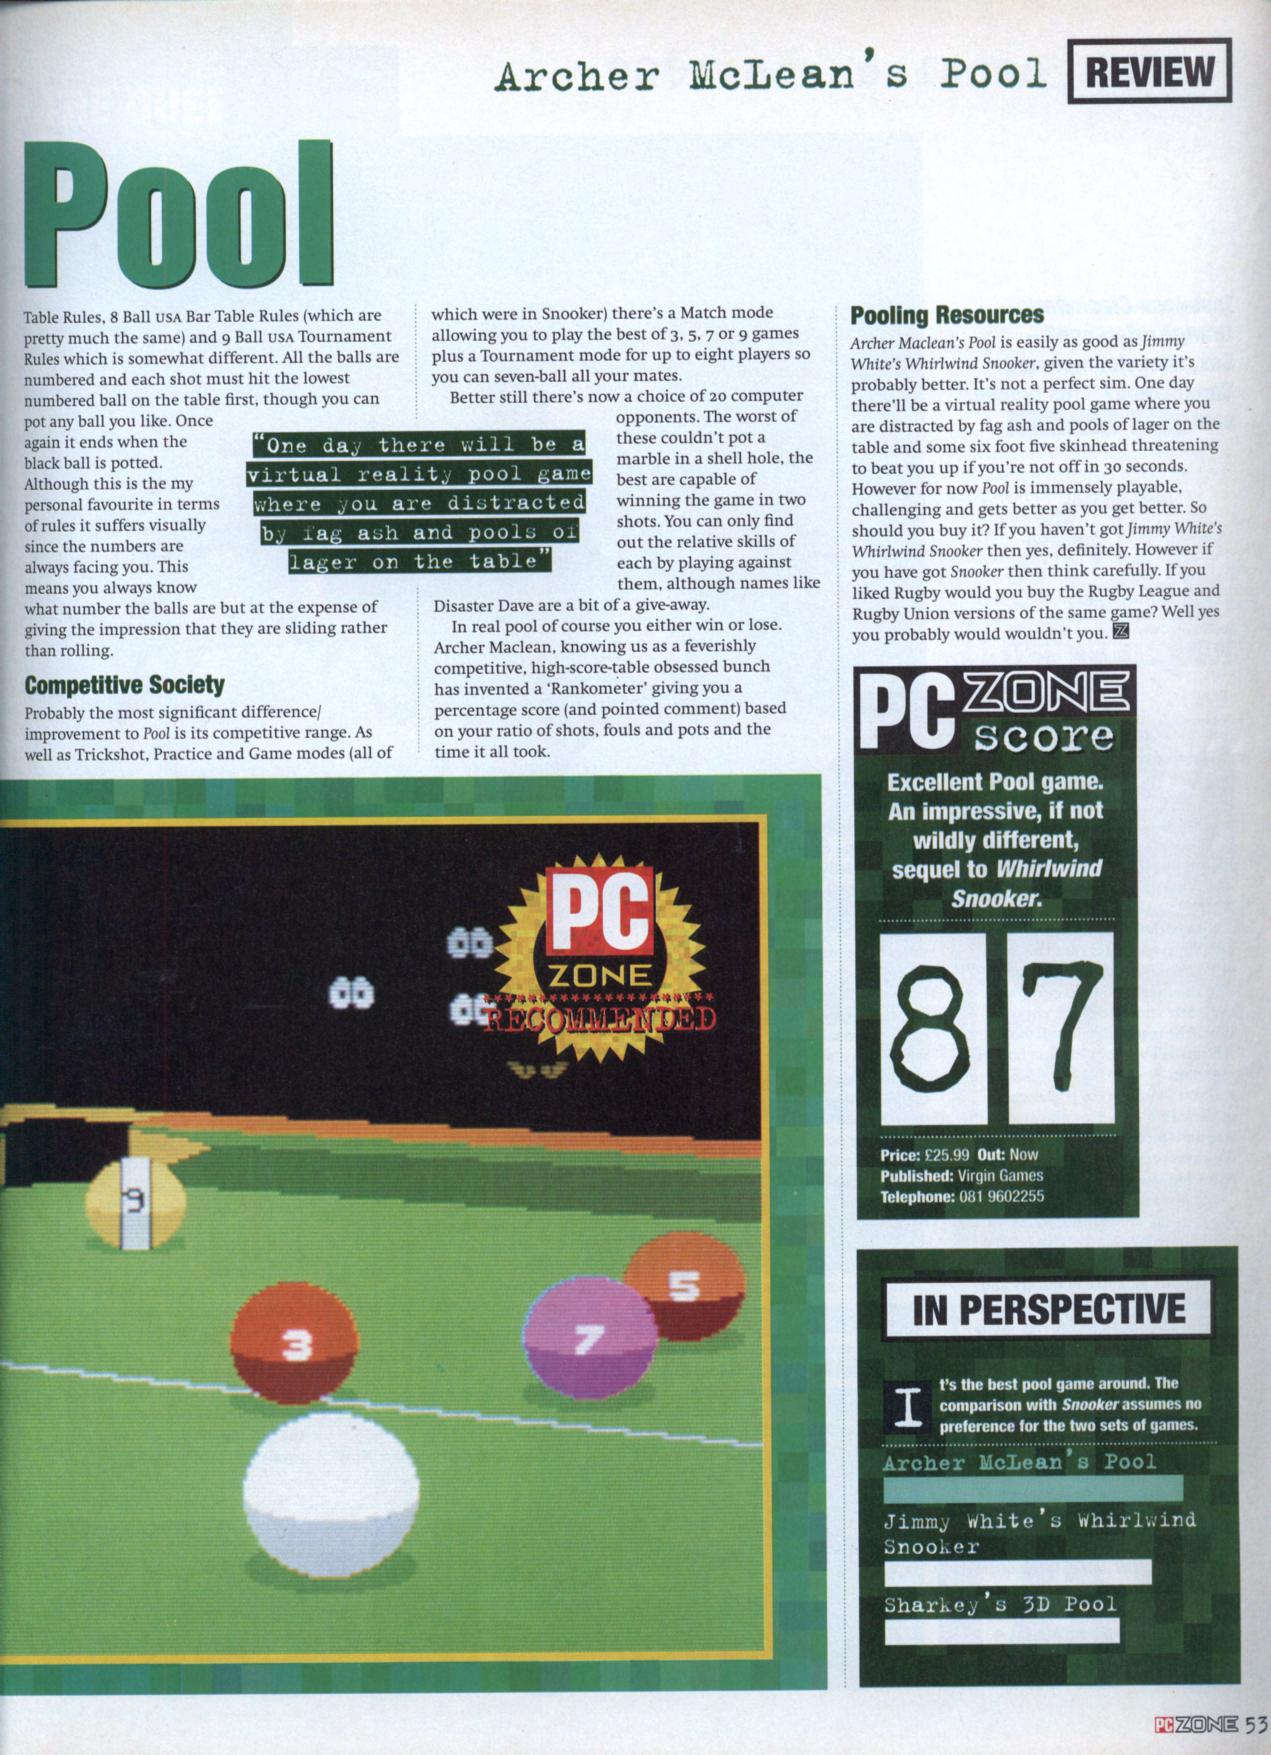 Archer McLean's Pool REVIEW
Pool
Table Rules, 8 Ball USA Bar Table Rules (which are
pretty much the same) and 9 Ball USA Tournament
Rules which is somewhat different. All the balls are
numbered and each shot must hit the lowest
numbered ball on the table first, though you can
pot any ball you like. Once
again it ends when the
black ball is potted.
Although this is the my
personal favourite in terms
of rules it suffers visually
since the numbers are
always facing you. This
means you always know
what number the balls are but at the expense of
giving the impression that they are sliding rather
than rolling.
Competitive Society
Probably the most significant difference/
improvement to Pool is its competitive range. As
well as Trickshot, Practice and Game modes (all of
"One day there will be a
virtual reality pool game
where you are distracted
by fag ash and pools of
lager on the table"
which were in Snooker) there's a Match mode
allowing you to play the best of 3, 5, 7 or 9 games
plus a Tournament mode for up to eight players so
you can seven-ball all your mates.
Better still there's now a choice of 20 computer
opponents. The worst of
these couldn't pot a
marble in a shell hole, the
best are capable of
winning the game in two
shots. You can only find
out the relative skills of
each by playing against
them, although names like
Disaster Dave are a bit of a give-away.
In real pool of course you either win or lose.
Archer Maclean, knowing us as a feverishly
competitive, high-score-table obsessed bunch
has invented a 'Rankometer' giving you a
percentage score (and pointed comment) based
on your ratio of shots, fouls and pots and the
time it all took.
Pooling Resources
Archer Maclean's Pool is easily as good as Jimmy
White's Whirlwind Snooker, given the variety it's
probably better. It's not a perfect sim. One day
there'll be a virtual reality pool game where you
are distracted by fag ash and pools of lager on the
table and some six foot five skinhead threatening
to beat you up if you're not off in 30 seconds.
However for now Pool is immensely playable,
challenging and gets better as you get better. So
should you buy it? If you haven't got Jimmy White's
Whirlwind Snooker then yes, definitely. However if
you have got Snooker then think carefully. If you
liked Rugby would you buy the Rugby League and
Rugby Union versions of the same game? Well yes
you probably would wouldn't you. Z
PC ZONE
score
Excellent Pool game.
An impressive, if not
wildly different,
sequel to Whirlwind
Snooker.
87
Price: £25.99 Out: Now
Published: Virgin Games
Telephone: 081 9602255
PC
ZONE
RECOMMENDED
9
3
7
5
IN PERSPECTIVE
It's the best pool game around. The
comparison with Snooker assumes no
preference for the two sets of games.
Archer McLean's Pool
Jimmy White's Whirlwind
Snooker
Sharkey's 3D Pool
PC ZONE 53